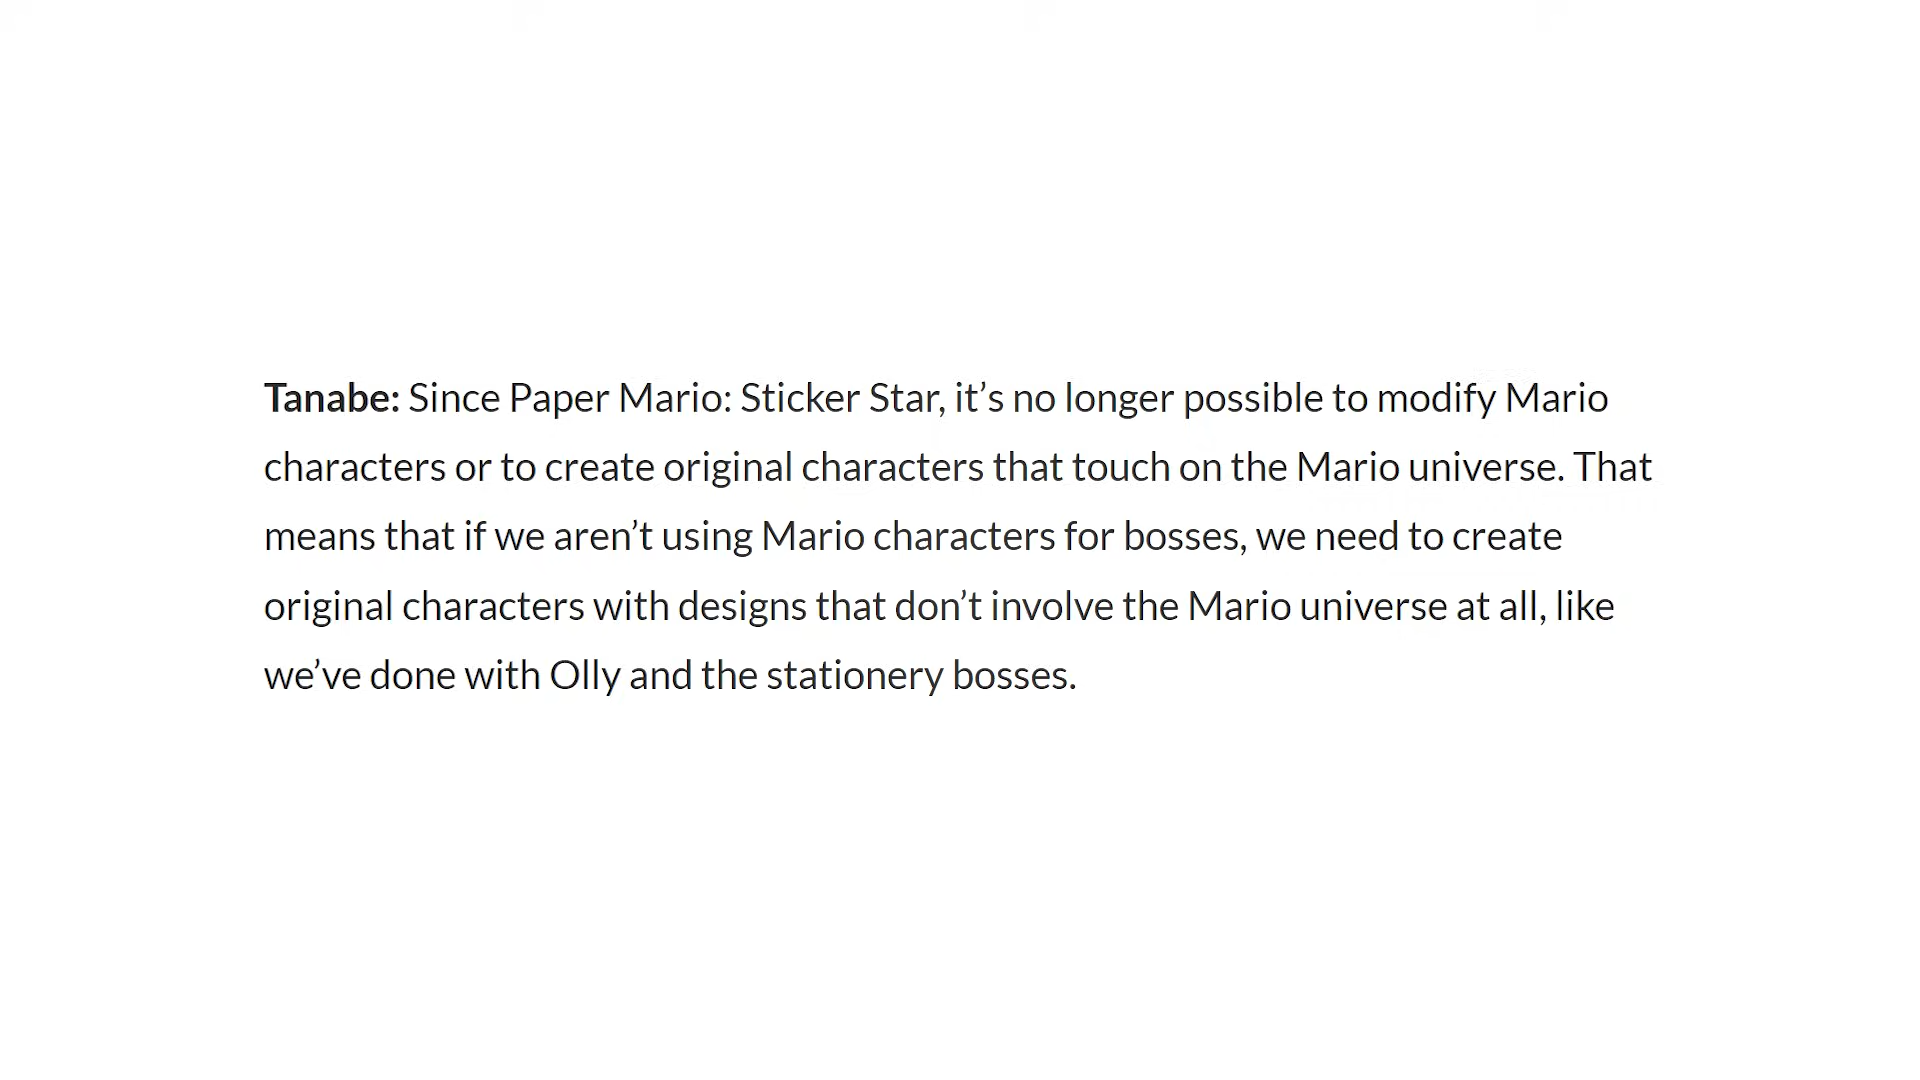 Tanabe: Since Paper Mario: Sticker Star, it’s no longer possible to modify Mario
characters or to create original characters that touch on the Mario universe. That
means that if we aren’t using Mario characters for bosses, we need to create
original characters with designs that don’t involve the Mario universe at all, like
we’ve done with Olly and the stationery bosses.